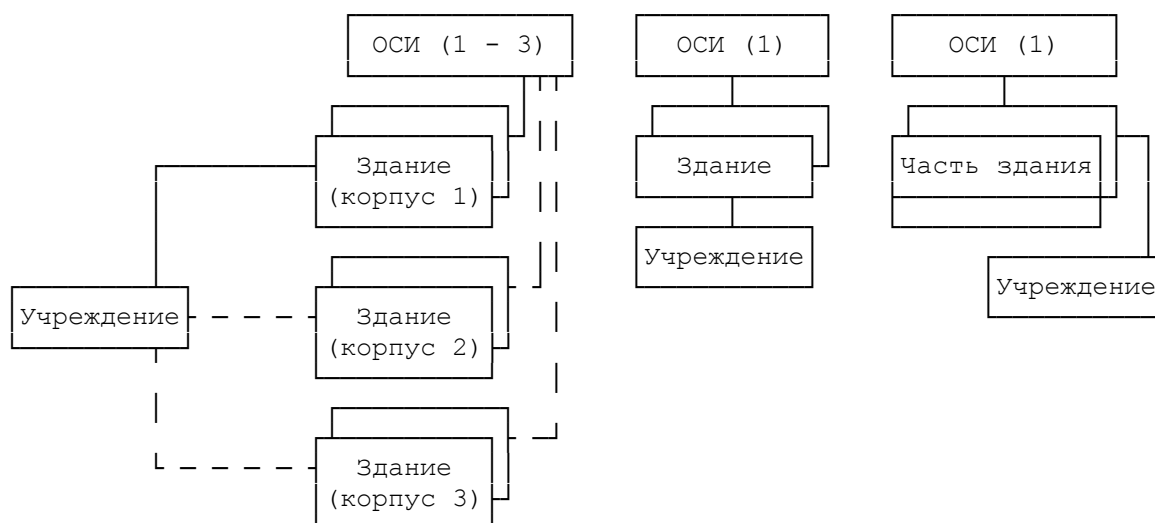 ОСИ (1 - 3)
ОСИ (1)
ОСИ (1)
Здание
(корпус 1)
Здание
Часть здания
Учреждение
Учреждение
Учреждение
Здание
(корпус 2)
Здание
(корпус 3)